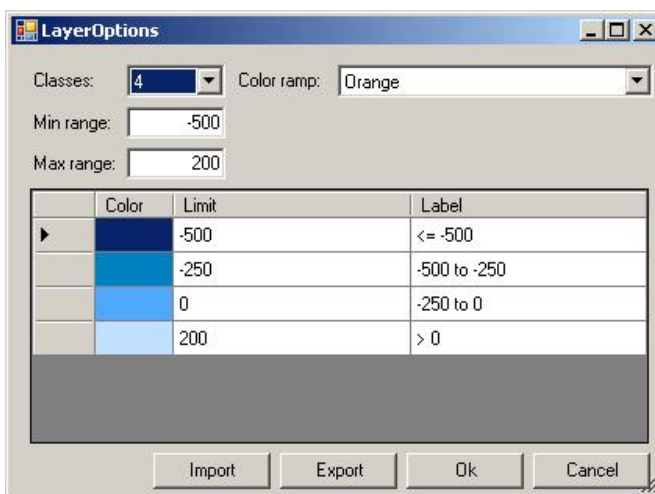 LayerOptions
Classes: 4 Color ramp: Orange
Min range: -500
Max range: 200
Color Limit Label
-500 <= -500
-250 -500 to -250
0 -250 to 0
200 > 0
Import Export Ok Cancel